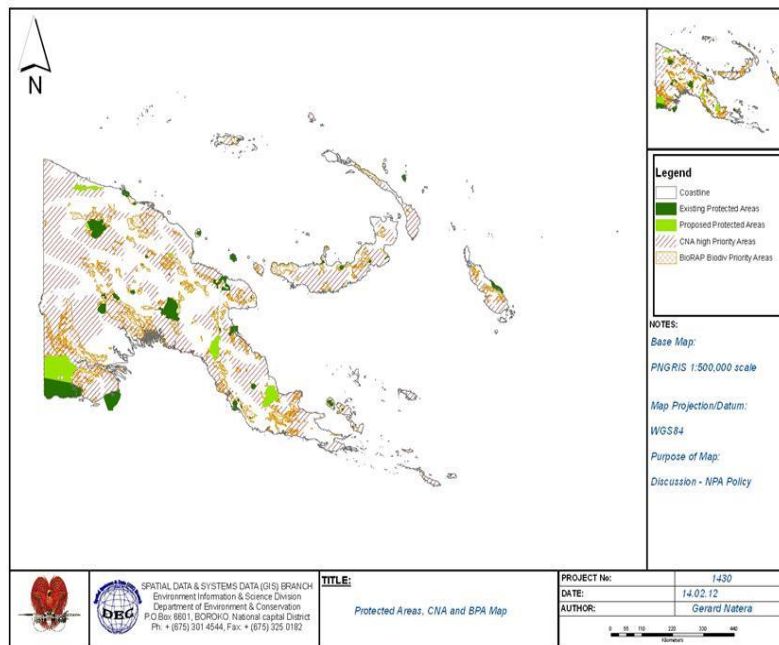 N
Legend
Coastline
Existing Protected Areas
Proposed Protected Areas
CNA high Priority Areas
BioRAP Biodiv Priority Areas
NOTES:
Base Map:
PNGRIS 1:500,000 scale
Map Projection/Datum:
WGS84
Purpose of Map:
Discussion - NPA Policy
DEC
SPATIAL DATA & SYSTEMS DATA (GIS) BRANCH
Environment Information & Science Division
Department of Environment & Conservation
P.O Box 6601, BOROKO. National capital District
Ph: + (675) 301 4544, Fax: + (675) 325 0182
TITLE:
Protected Areas, CNA and BPA Map
PROJECT No: 1430
DATE: 14.02.12
AUTHOR: Gerard Natera
0 55 110 220 330 440
Kilometers